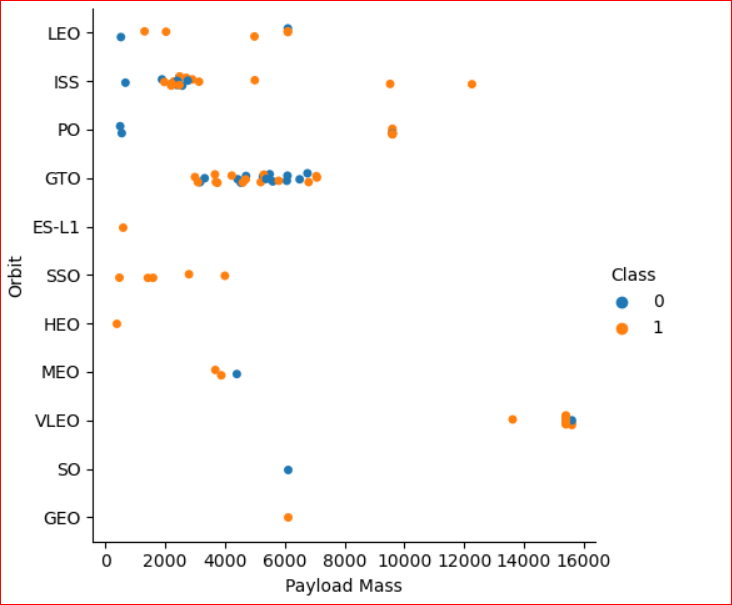 LEO
ISS
PO
GTO
ES-L1
SSO
HEO
MEO
VLEO
SO
GEO
Orbit
0 2000 4000 6000 8000 10000 12000 14000 16000
Payload Mass
Class
0
1